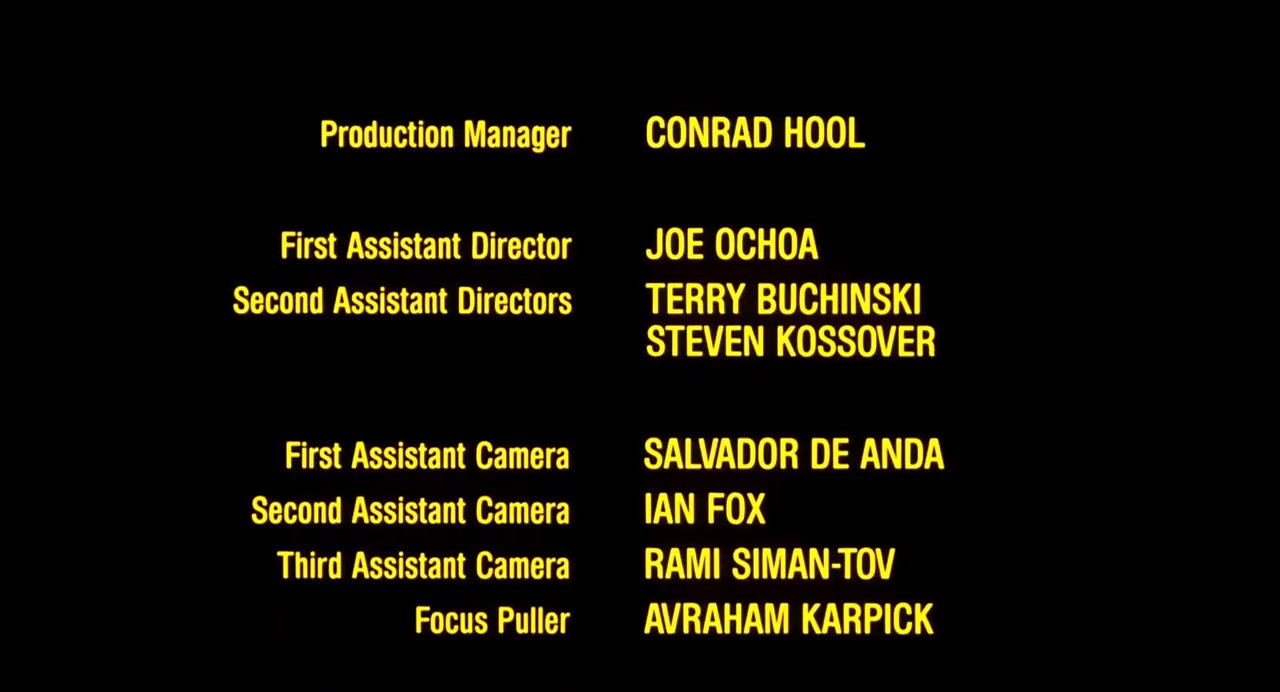 Production Manager CONRAD HOOL
First Assistant Director JOE OCHOA
Second Assistant Directors TERRY BUCHINSKI
STEVEN KOSSOVER
First Assistant Camera SALVADOR DE ANDA
Second Assistant Camera IAN FOX
Third Assistant Camera RAMI SIMAN-TOV
Focus Puller AVRAHAM KARPICK